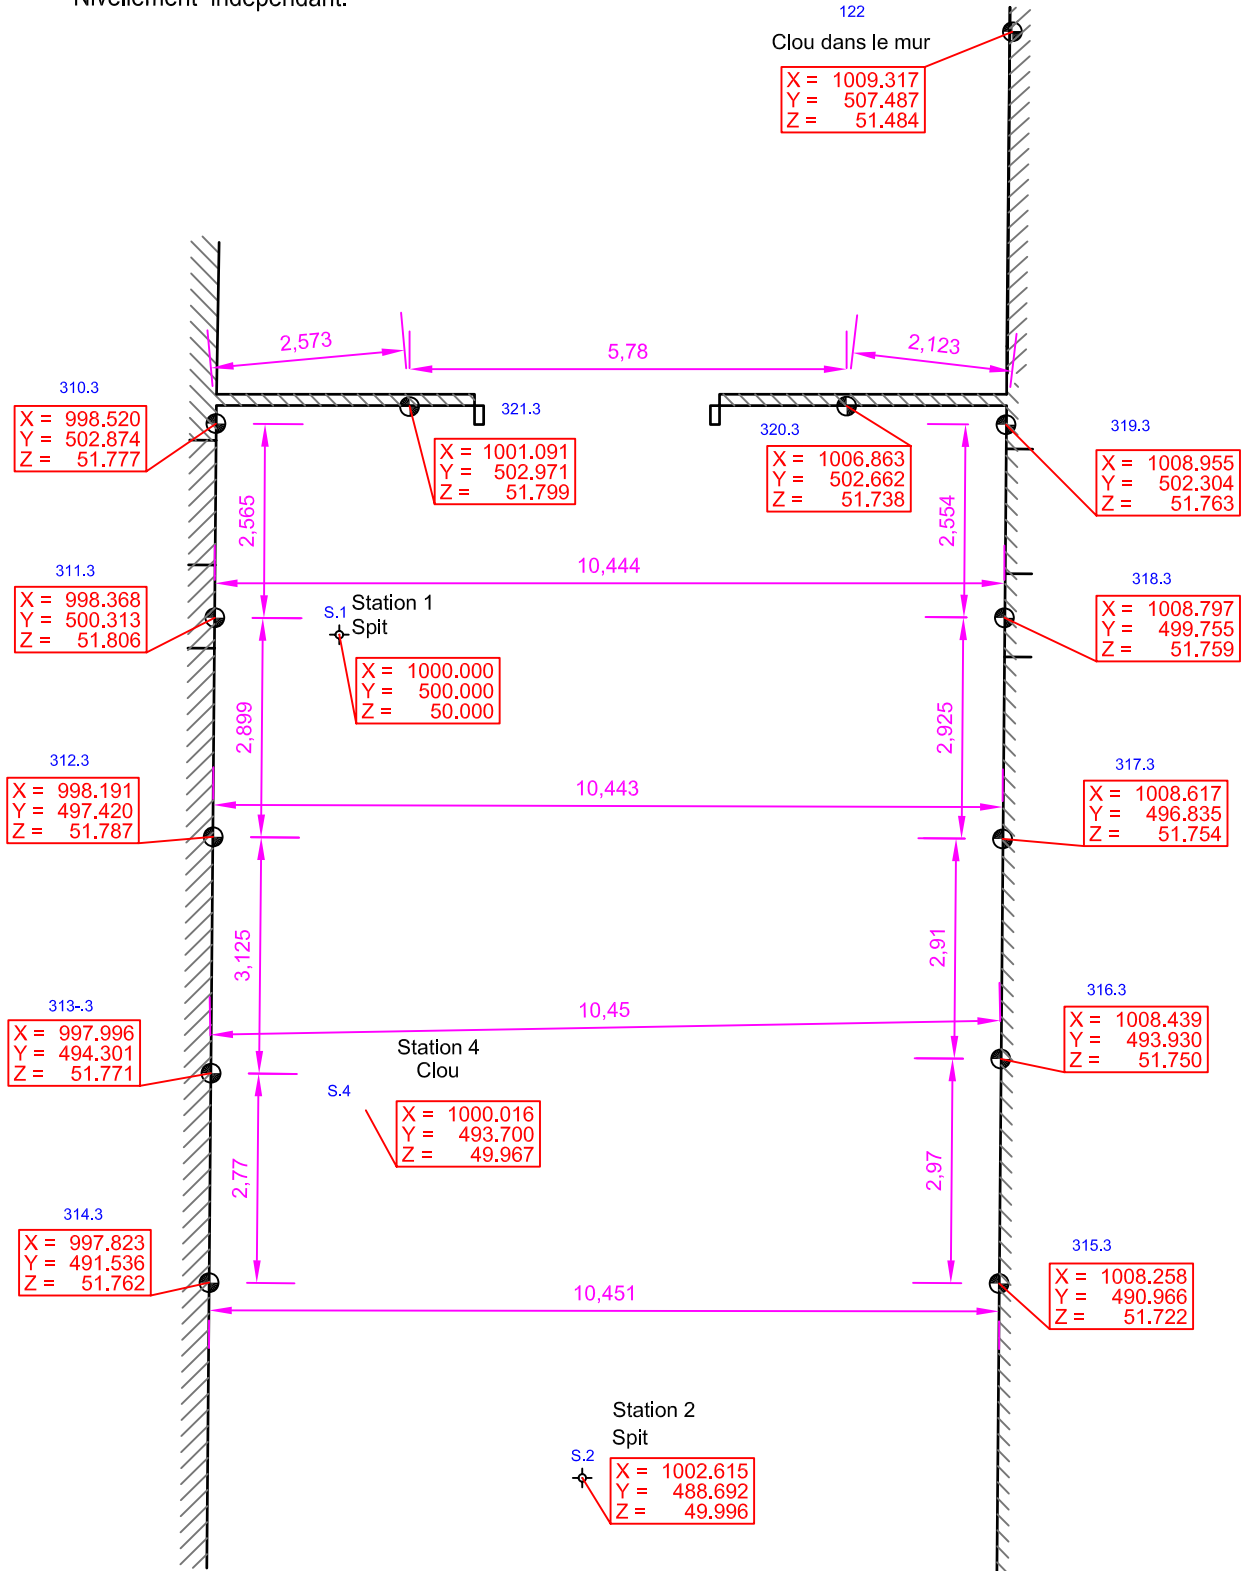 Nivellement indépendant.
122
Clou dans le mur
X = 1009.317
Y = 507.487
Z = 51.484
2,573
5,78
2,123
310.3
X = 998.520
Y = 502.874
Z = 51.777
321.3
X = 1001.091
Y = 502.971
Z = 51.799
320.3
X = 1006.863
Y = 502.662
Z = 51.738
319.3
X = 1008.955
Y = 502.304
Z = 51.763
2,565
2,554
10,444
311.3
X = 998.368
Y = 500.313
Z = 51.806
S.1
Station 1
Spit
X = 1000.000
Y = 500.000
Z = 50.000
318.3
X = 1008.797
Y = 499.755
Z = 51.759
2,899
2,925
10,443
312.3
X = 998.191
Y = 497.420
Z = 51.787
317.3
X = 1008.617
Y = 496.835
Z = 51.754
3,125
2,91
10,45
313-.3
X = 997.996
Y = 494.301
Z = 51.771
316.3
X = 1008.439
Y = 493.930
Z = 51.750
Station 4
Clou
S.4
X = 1000.016
Y = 493.700
Z = 49.967
2,77
2,97
314.3
X = 997.823
Y = 491.536
Z = 51.762
315.3
X = 1008.258
Y = 490.966
Z = 51.722
10,451
Station 2
Spit
S.2
X = 1002.615
Y = 488.692
Z = 49.996